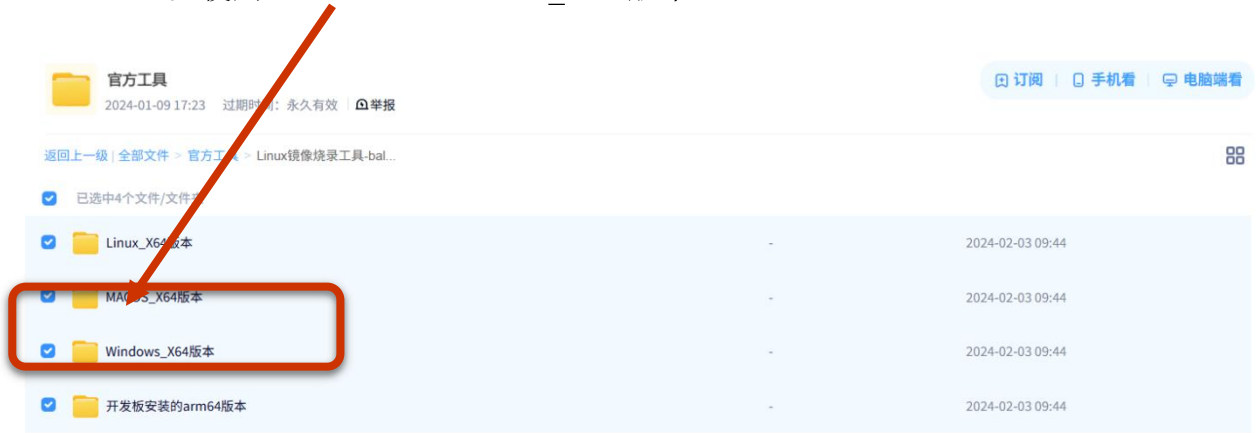 官方工具
订阅 | 手机看 | 电脑端看
2024-01-09 17:23 过期时间：永久有效 举报
返回上一级 | 全部文件 > 官方工具 > Linux镜像烧录工具-bal...
已选中4个文件/文件夹
Linux_X64版本 - 2024-02-03 09:44
MACOS_X64版本 - 2024-02-03 09:44
Windows_X64版本 - 2024-02-03 09:44
开发板安装的arm64版本 - 2024-02-03 09:44